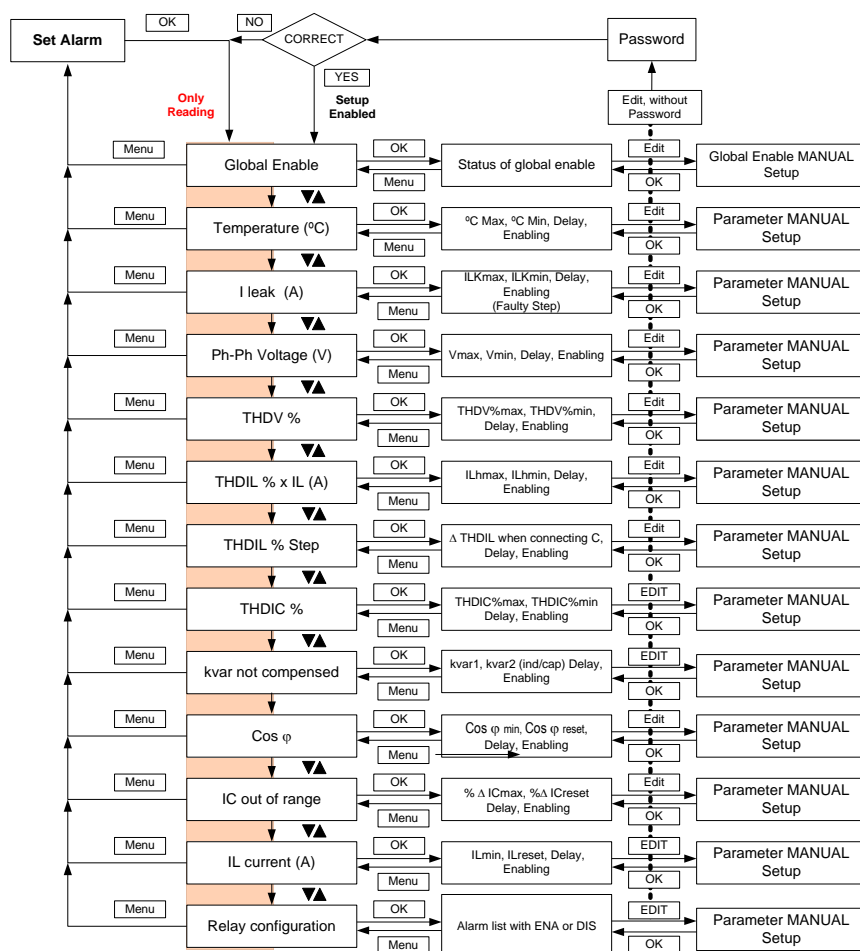 OK
NO
Set Alarm
CORRECT
Password
YES
Only
Reading
Setup
Enabled
Edit, without
Password
Menu
Global Enable
OK
Menu
Status of global enable
Edit
OK
Global Enable MANUAL
Setup
▼▲
Menu
Temperature (ºC)
OK
Menu
ºC Max, ºC Min, Delay,
Enabling
Edit
OK
Parameter MANUAL
Setup
▼▲
Menu
I leak (A)
OK
Menu
ILKmax, ILKmin, Delay,
Enabling
(Faulty Step)
Edit
OK
Parameter MANUAL
Setup
▼▲
Menu
Ph-Ph Voltage (V)
OK
Menu
Vmax, Vmin, Delay, Enabling
Edit
OK
Parameter MANUAL
Setup
▼▲
Menu
THDV %
OK
Menu
THDV%max, THDV%min,
Delay, Enabling
Edit
OK
Parameter MANUAL
Setup
▼▲
Menu
THDIL % x IL (A)
OK
Menu
ILhmax, ILhmin, Delay,
Enabling
Edit
OK
Parameter MANUAL
Setup
▼▲
Menu
THDIL % Step
OK
Menu
Δ THDIL when connecting C,
Delay, Enabling
Edit
OK
Parameter MANUAL
Setup
▼▲
Menu
THDIC %
OK
Menu
THDIC%max, THDIC%min
Delay, Enabling
EDIT
OK
Parameter MANUAL
Setup
▼▲
Menu
kvar not compensed
OK
Menu
kvar1, kvar2 (ind/cap) Delay,
Enabling
EDIT
OK
Parameter MANUAL
Setup
▼▲
Menu
Cos φ
OK
Menu
Cos φ min, Cos φ reset,
Delay, Enabling
Edit
OK
Parameter MANUAL
Setup
▼▲
Menu
IC out of range
OK
Menu
% Δ ICmax, %Δ ICreset
Delay, Enabling
Edit
OK
Parameter MANUAL
Setup
▼▲
Menu
IL current (A)
OK
Menu
ILmin, ILreset, Delay,
Enabling
EDIT
OK
Parameter MANUAL
Setup
▼▲
Menu
Relay configuration
OK
Menu
Alarm list with ENA or DIS
EDIT
OK
Parameter MANUAL
Setup